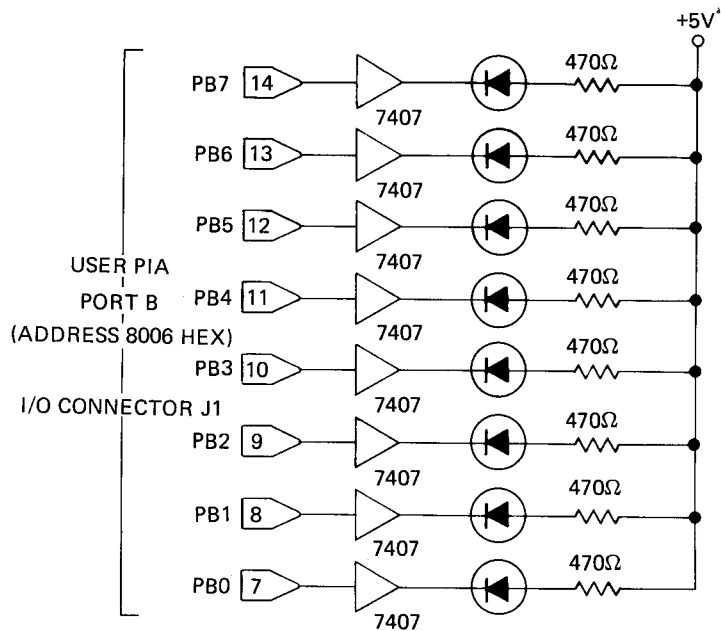 +5V*
470Ω
PB7 14
7407
470Ω
PB6 13
7407
470Ω
PB5 12
7407
USER PIA
PORT B
(ADDRESS 8006 HEX)
I/O CONNECTOR J1
470Ω
PB4 11
7407
470Ω
PB3 10
7407
470Ω
PB2 9
7407
470Ω
PB1 8
7407
470Ω
PB0 7
7407